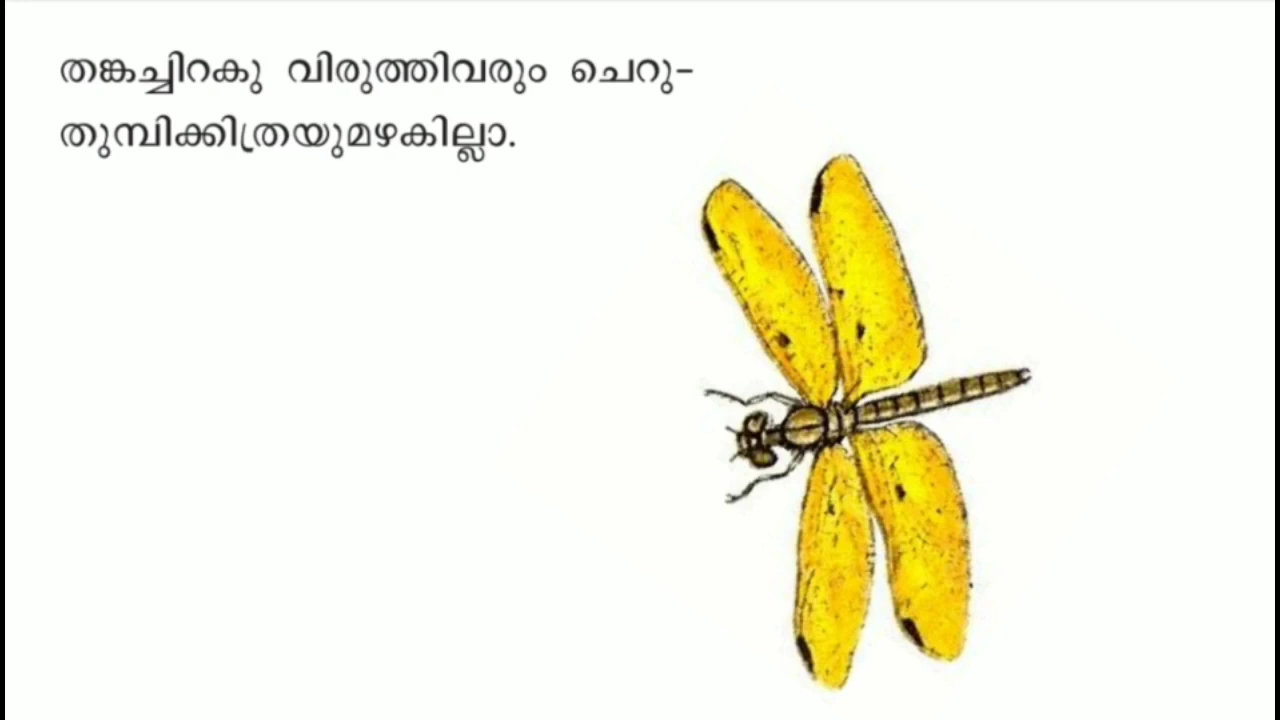 തങ്കച്ചിറകു വിരുത്തിവരും ചെറു-
തുമ്പിക്കിത്രയുമഴകില്ലാ.